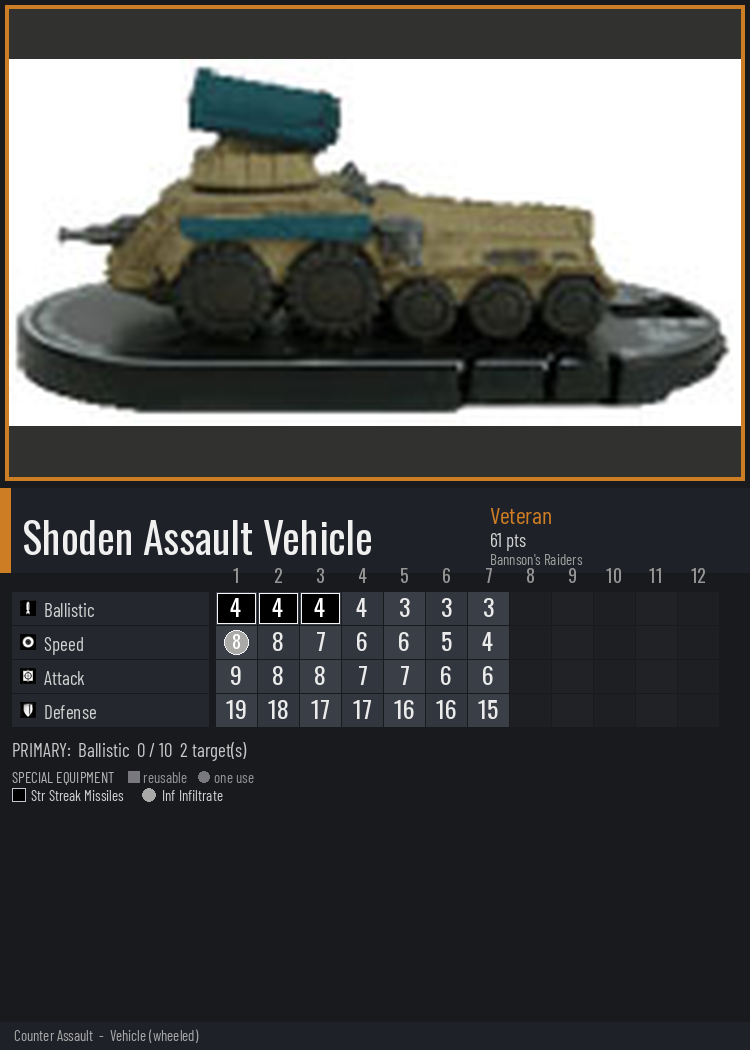 Shoden Assault Vehicle
Veteran
61 pts
Bannson's Raiders
1 2 3 4 5 6 7 8 9 10 11 12
Ballistic 4 4 4 4 3 3 3
Speed 8 8 7 6 6 5 4
Attack 9 8 8 7 7 6 6
Defense 19 18 17 17 16 16 15
PRIMARY: Ballistic 0 / 10 2 target(s)
SPECIAL EQUIPMENT reusable one use
Str Streak Missiles Inf Infiltrate
Counter Assault - Vehicle (wheeled)